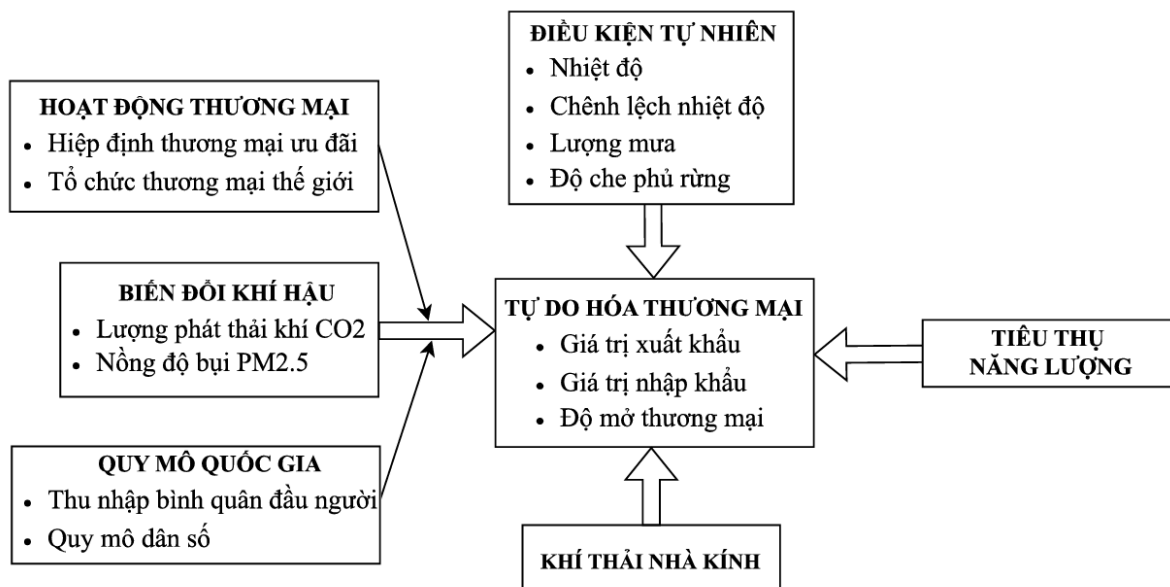 ĐIỀU KIỆN TỰ NHIÊN
• Nhiệt độ
• Chênh lệch nhiệt độ
• Lượng mưa
• Độ che phủ rừng
HOẠT ĐỘNG THƯƠNG MẠI
• Hiệp định thương mại ưu đãi
• Tổ chức thương mại thế giới
BIẾN ĐỔI KHÍ HẬU
• Lượng phát thải khí CO2
• Nồng độ bụi PM2.5
TỰ DO HÓA THƯƠNG MẠI
• Giá trị xuất khẩu
• Giá trị nhập khẩu
• Độ mở thương mại
TIÊU THỤ
NĂNG LƯỢNG
QUY MÔ QUỐC GIA
• Thu nhập bình quân đầu người
• Quy mô dân số
KHÍ THẢI NHÀ KÍNH